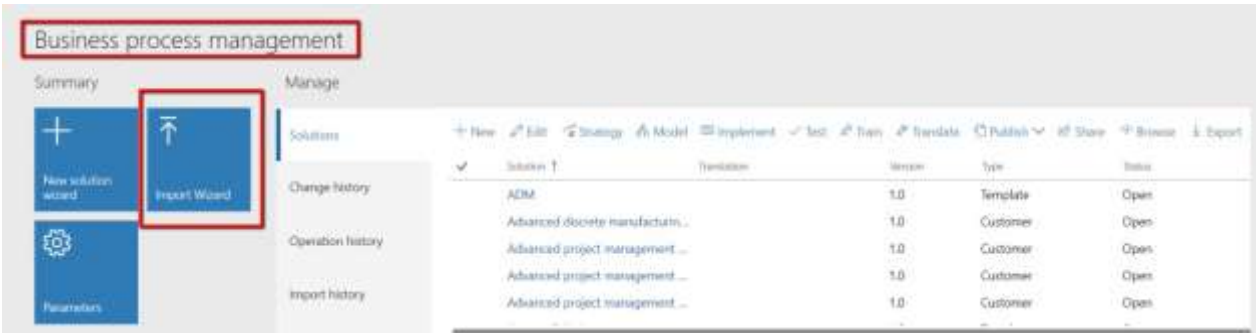 Business process management
Summary
New solution wizard
Import Wizard
Parameters
Manage
Solutions
Change history
Operation history
Import history
New Edit Strategy Model Implement Test Train Translate Publish Share Browse Export
Solution Translation Version Type Status
ADM 1.0 Template Open
Advanced discrete manufacturin... 1.0 Customer Open
Advanced project management ... 1.0 Customer Open
Advanced project management ... 1.0 Customer Open
Advanced project management ... 1.0 Customer Open